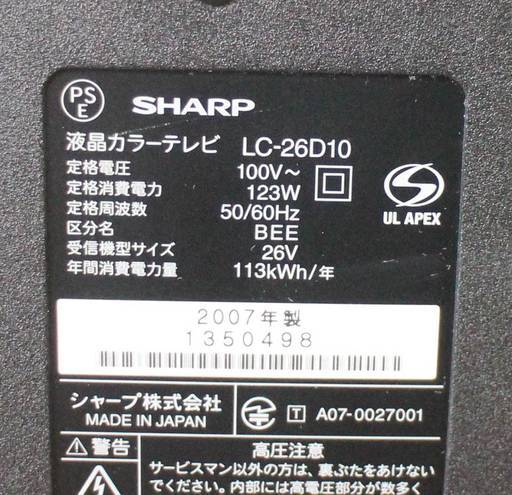 PS
E
SHARP
液晶カラーテレビ LC-26D10
定格電圧 100V～
定格消費電力 123W
定格周波数 50/60Hz
区分名 BEE
受信機型サイズ 26V
年間消費電力量 113kWh/年
UL APEX
2007年製
1350498
シャープ株式会社
MADE IN JAPAN
T A07-0027001
警告
高圧注意
サービスマン以外の方は、裏ぶたをあけない
でください。内部には高電圧部分が数多く